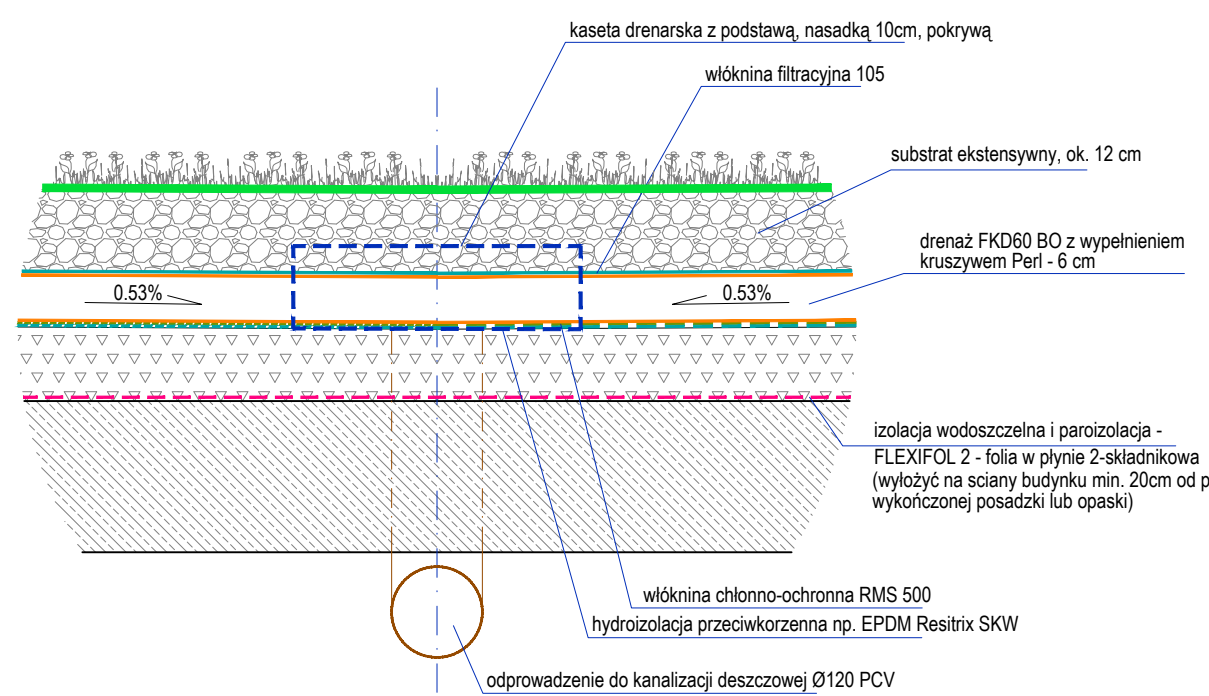 kaseta drenarska z podstawą, nasadką 10cm, pokrywą
włóknina filtracyjna 105
substrat ekstensywny, ok. 12 cm
drenaż FKD60 BO z wypełnieniem
kruszywem Perl - 6 cm
0.53%
0.53%
izolacja wodoszczelna i paroizolacja -
FLEXIFOL 2 - folia w płynie 2-składnikowa
(wyłożyć na sciany budynku min. 20cm od p
wykończonej posadzki lub opaski)
włóknina chłonno-ochronna RMS 500
hydroizolacja przeciwkorzenna np. EPDM Resitrix SKW
odprowadzenie do kanalizacji deszczowej Ø120 PCV